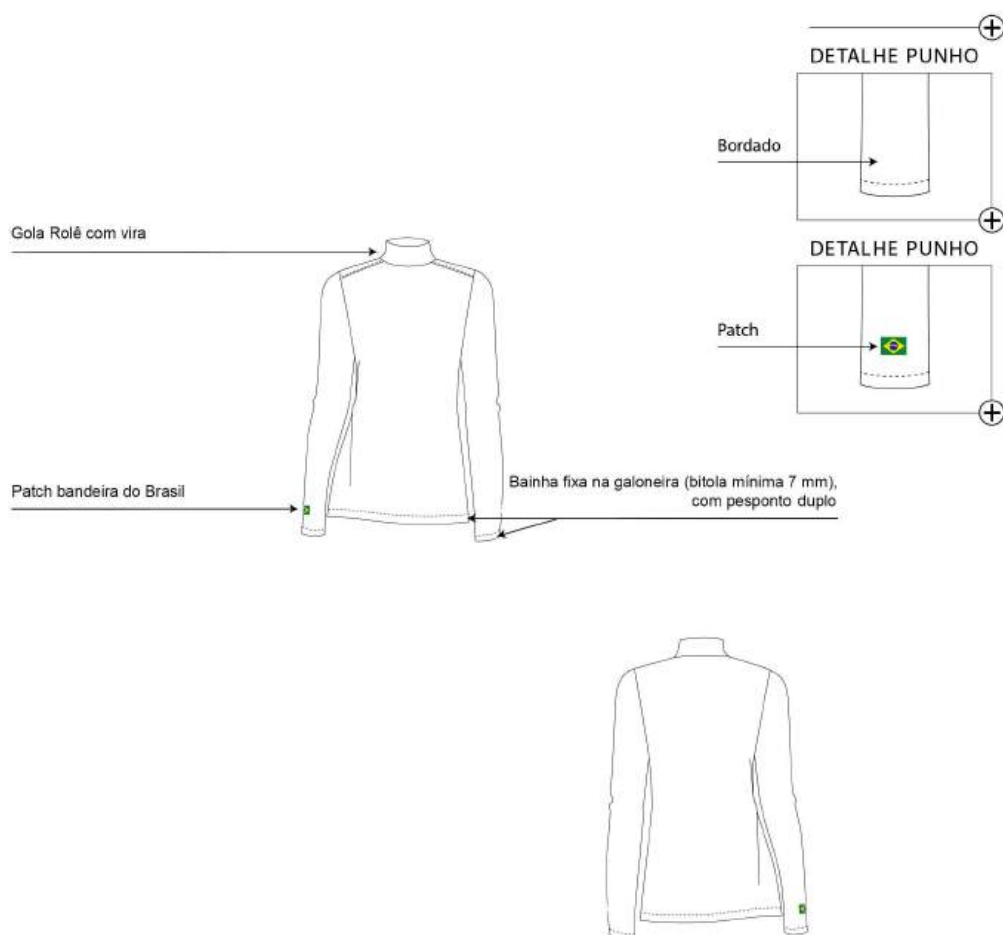 DETALHE PUNHO
Bordado
Gola Rolê com vira
DETALHE PUNHO
Patch
Patch bandeira do Brasil
Bainha fixa na galoneira (bitola mínima 7 mm),
com pesponto duplo